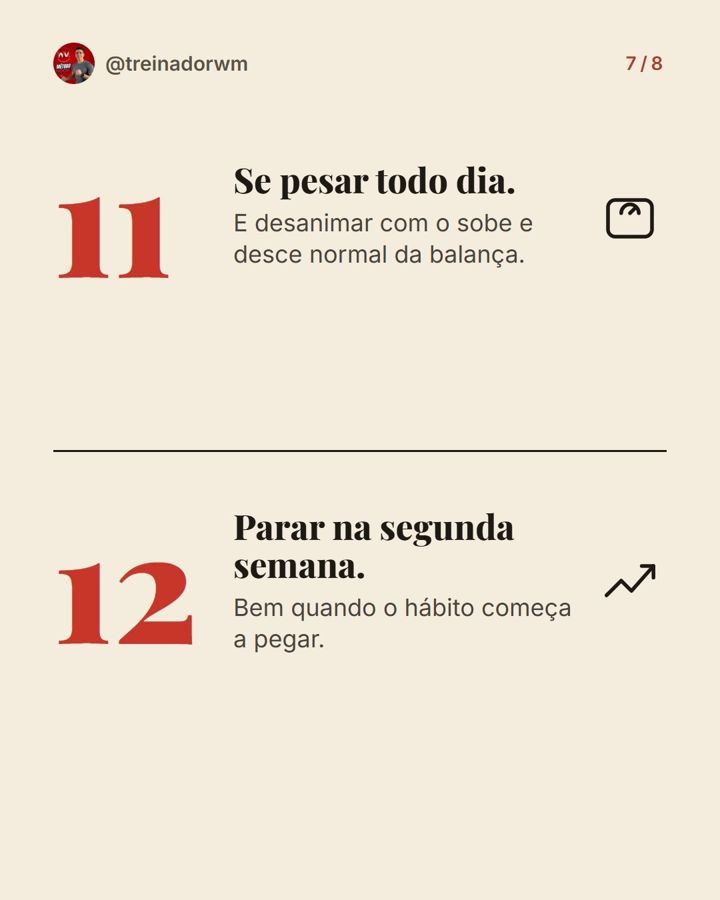 @treinadorwm
7 / 8
11
Se pesar todo dia.
E desanimar com o sobe e
desce normal da balança.
12
Parar na segunda
semana.
Bem quando o hábito começa
a pegar.